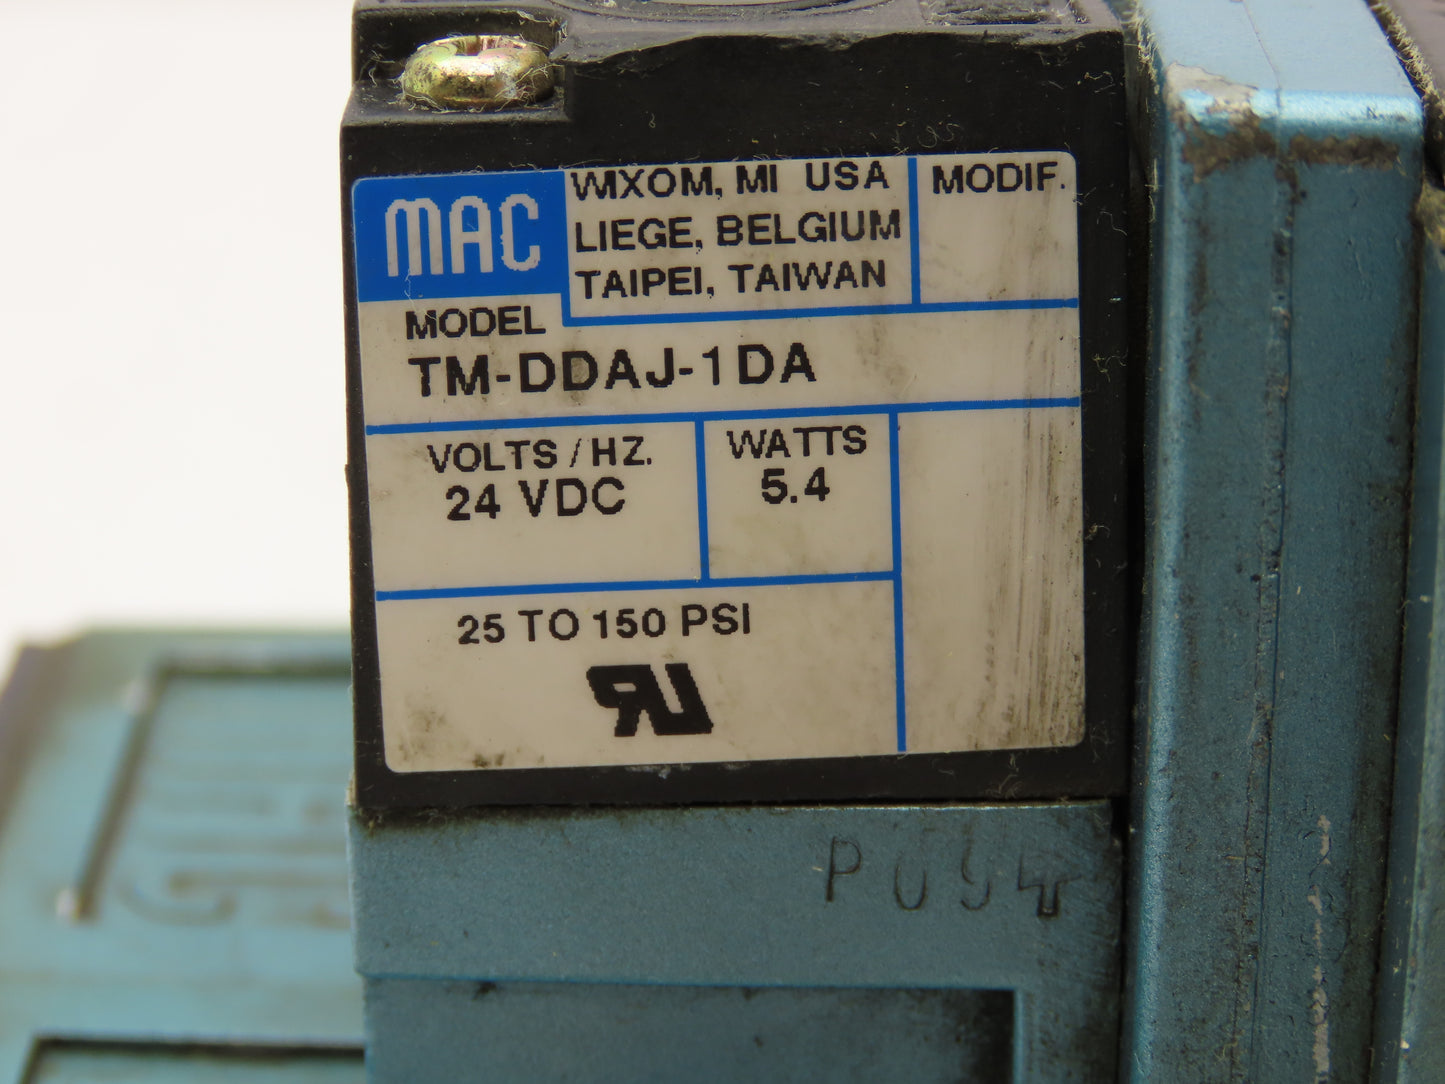 MAC
WIXOM, MI USA
LIEGE, BELGIUM
TAIPEI, TAIWAN
MODIF.
MODEL
TM-DDAJ-1DA
VOLTS/HZ.
24 VDC
WATTS
5.4
25 TO 150 PSI
RU